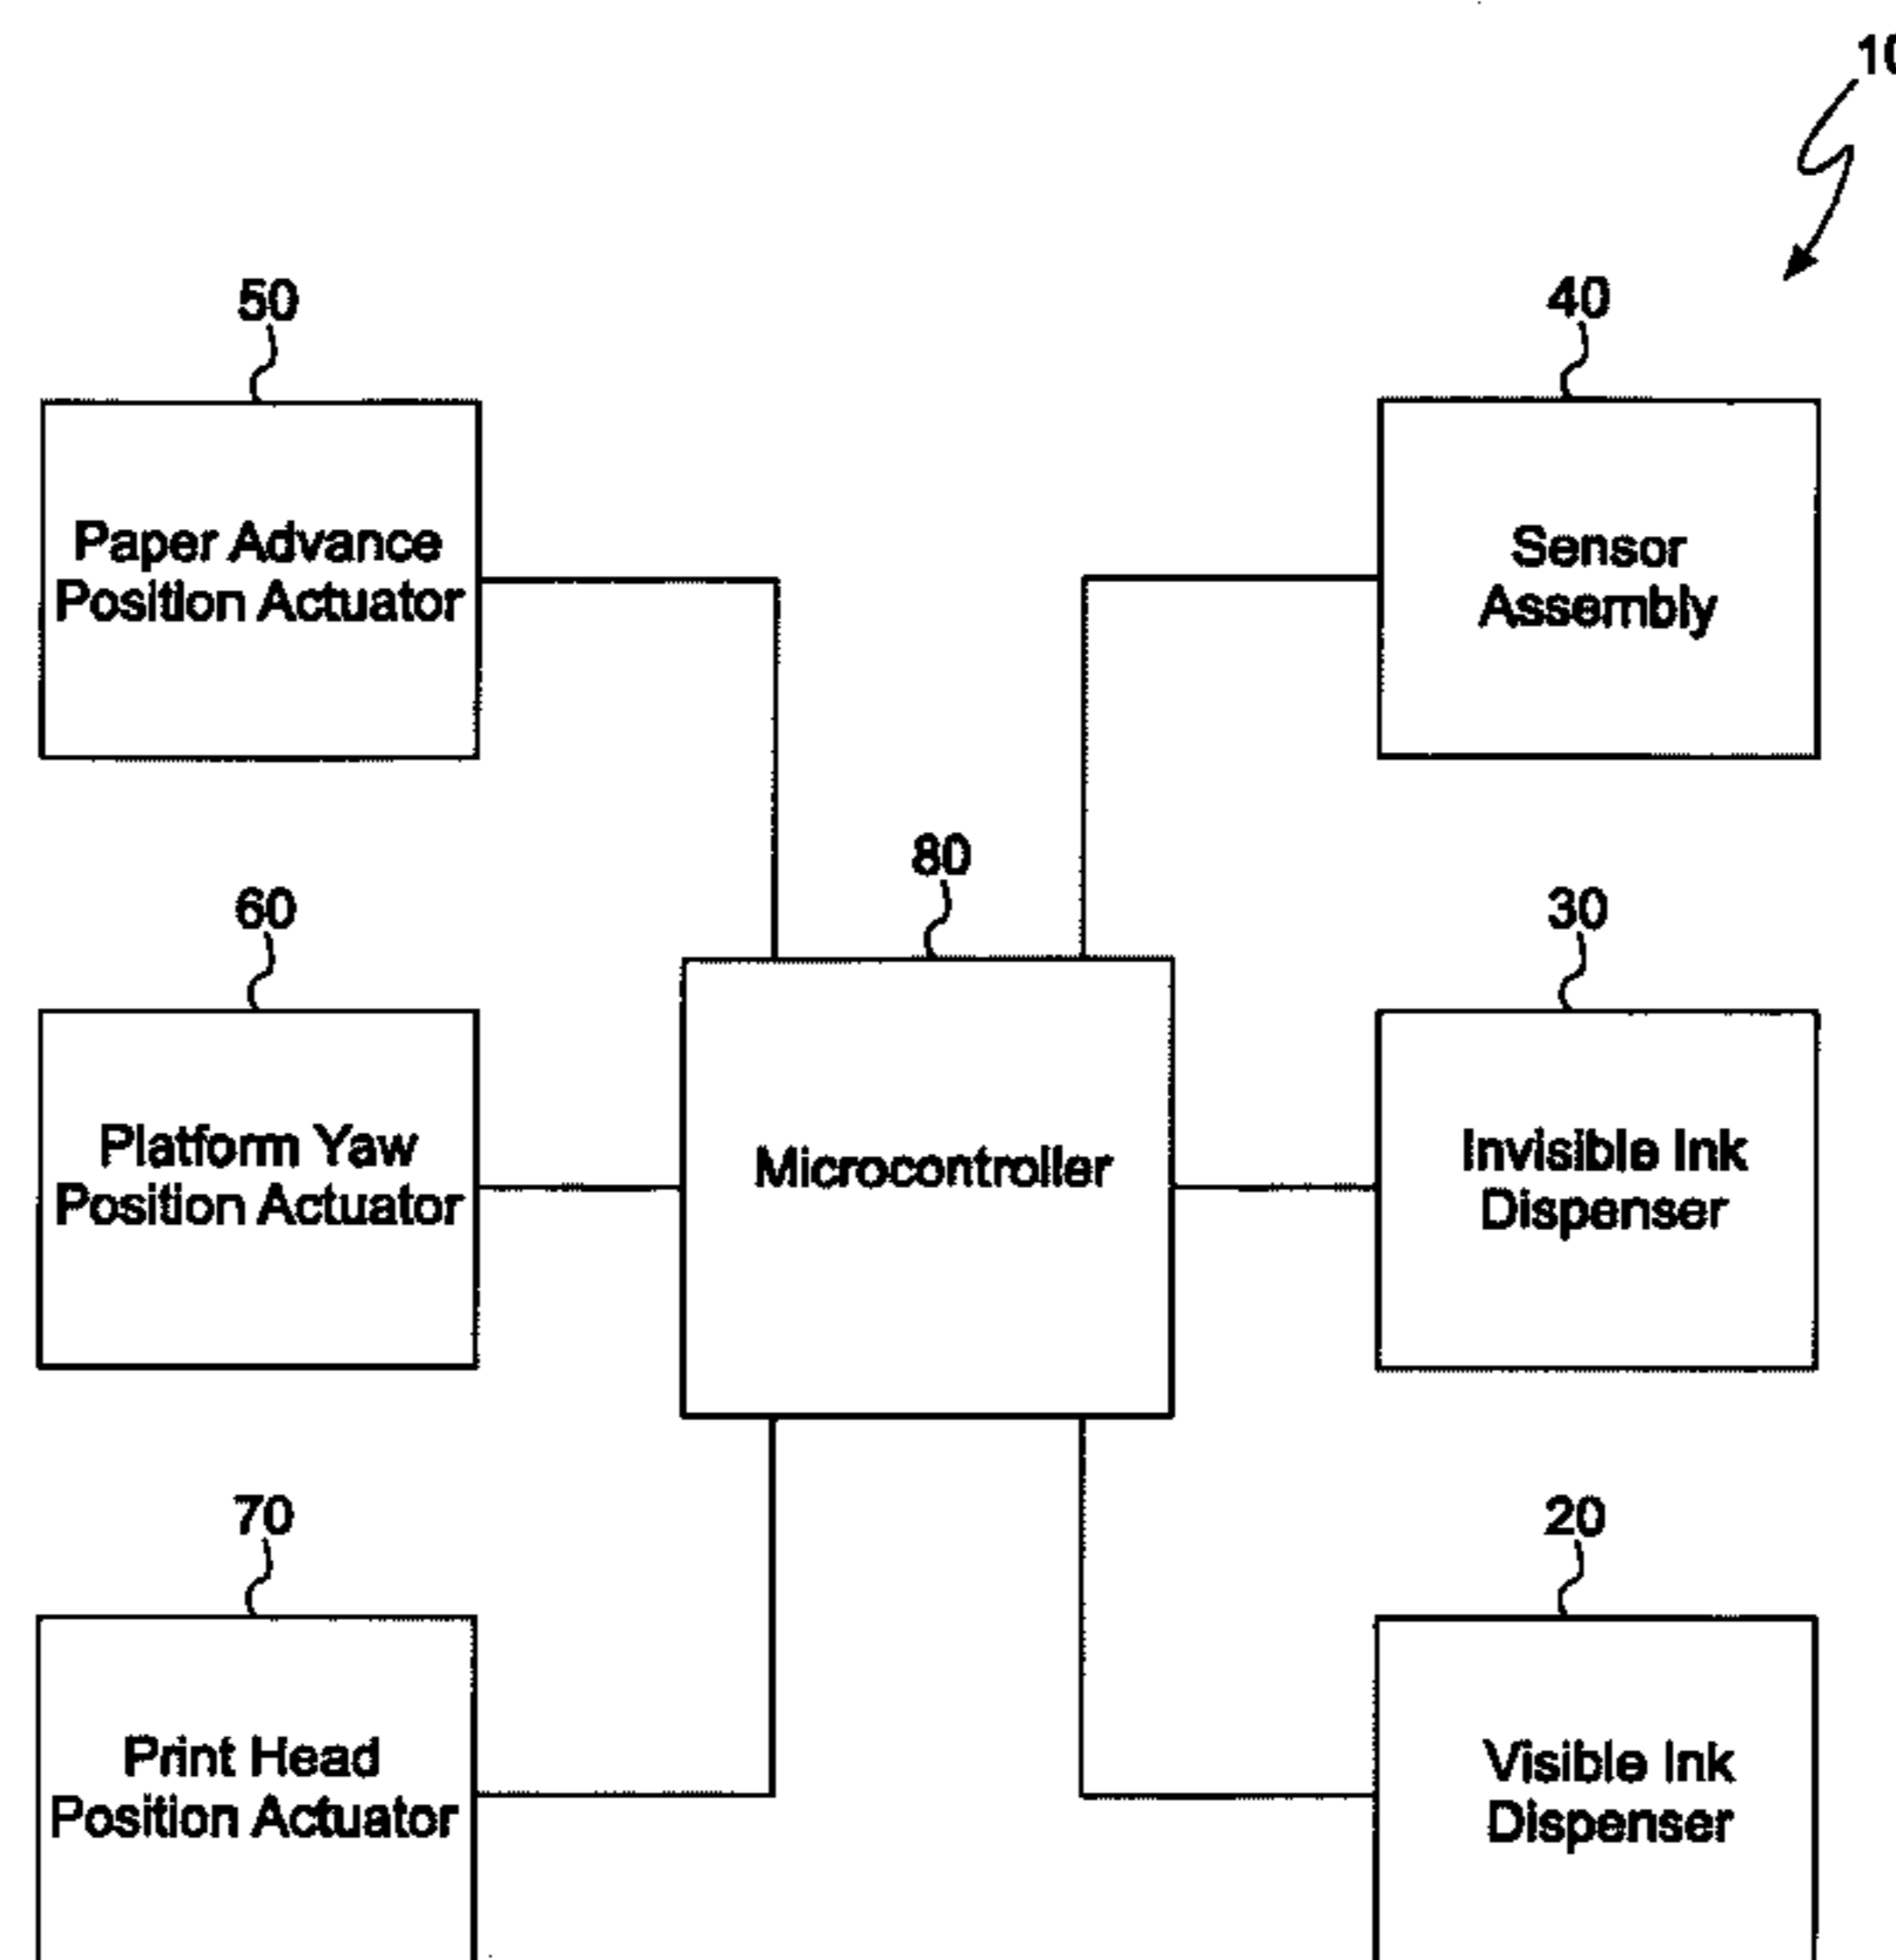 10
50
40
Paper Advance
Position Actuator
Sensor
Assembly
80
60
30
Platform Yaw
Position Actuator
Microcontroller
Invisible Ink
Dispenser
70
20
Print Head
Position Actuator
Visible Ink
Dispenser